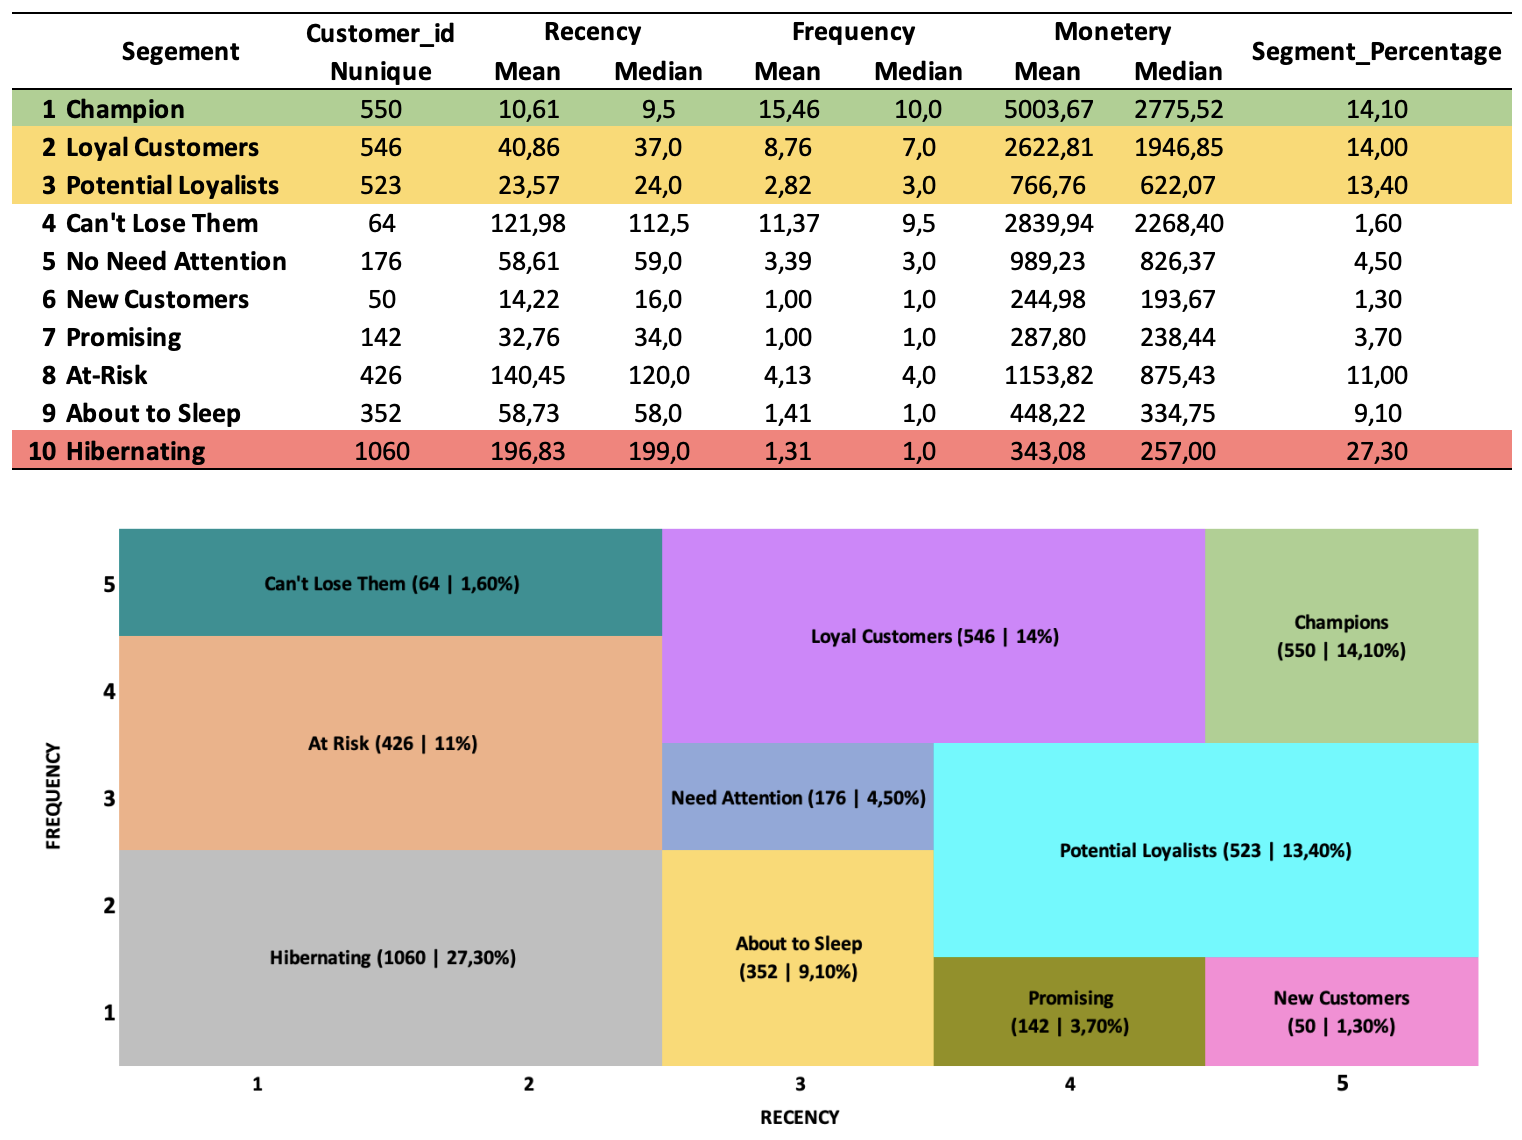 Segement Customer_id Recency Frequency Monetery Segment_Percentage
Nunique Mean Median Mean Median Mean Median
1 Champion 550 10,61 9,5 15,46 10,0 5003,67 2775,52 14,10
2 Loyal Customers 546 40,86 37,0 8,76 7,0 2622,81 1946,85 14,00
3 Potential Loyalists 523 23,57 24,0 2,82 3,0 766,76 622,07 13,40
4 Can't Lose Them 64 121,98 112,5 11,37 9,5 2839,94 2268,40 1,60
5 No Need Attention 176 58,61 59,0 3,39 3,0 989,23 826,37 4,50
6 New Customers 50 14,22 16,0 1,00 1,0 244,98 193,67 1,30
7 Promising 142 32,76 34,0 1,00 1,0 287,80 238,44 3,70
8 At-Risk 426 140,45 120,0 4,13 4,0 1153,82 875,43 11,00
9 About to Sleep 352 58,73 58,0 1,41 1,0 448,22 334,75 9,10
10 Hibernating 1060 196,83 199,0 1,31 1,0 343,08 257,00 27,30
FREQUENCY
5
4
3
2
1
Can't Lose Them (64 | 1,60%)
Loyal Customers (546 | 14%)
Champions
(550 | 14,10%)
At Risk (426 | 11%)
Need Attention (176 | 4,50%)
Potential Loyalists (523 | 13,40%)
Hibernating (1060 | 27,30%)
About to Sleep
(352 | 9,10%)
Promising
(142 | 3,70%)
New Customers
(50 | 1,30%)
1 2 3 4 5
RECENCY